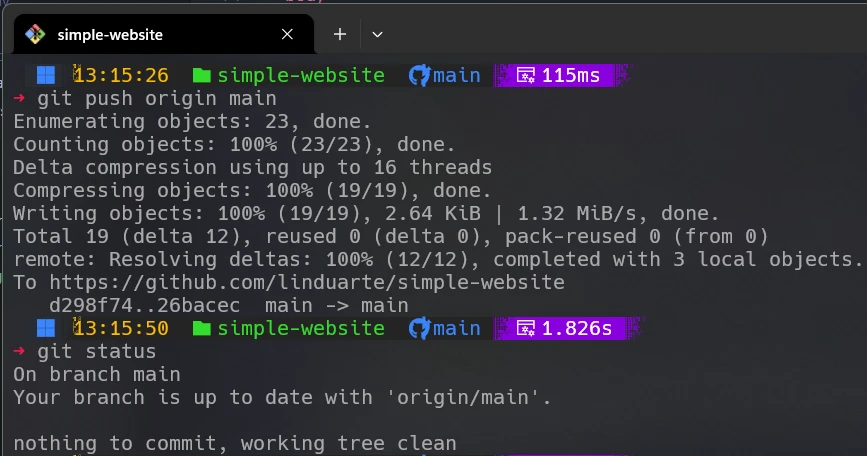 simple-website
13:15:26 simple-website main 115ms
→ git push origin main
Enumerating objects: 23, done.
Counting objects: 100% (23/23), done.
Delta compression using up to 16 threads
Compressing objects: 100% (19/19), done.
Writing objects: 100% (19/19), 2.64 KiB | 1.32 MiB/s, done.
Total 19 (delta 12), reused 0 (delta 0), pack-reused 0 (from 0)
remote: Resolving deltas: 100% (12/12), completed with 3 local objects.
To https://github.com/linduarte/simple-website
d298f74..26bacec main -> main
13:15:50 simple-website main 1.826s
→ git status
On branch main
Your branch is up to date with 'origin/main'.
nothing to commit, working tree clean